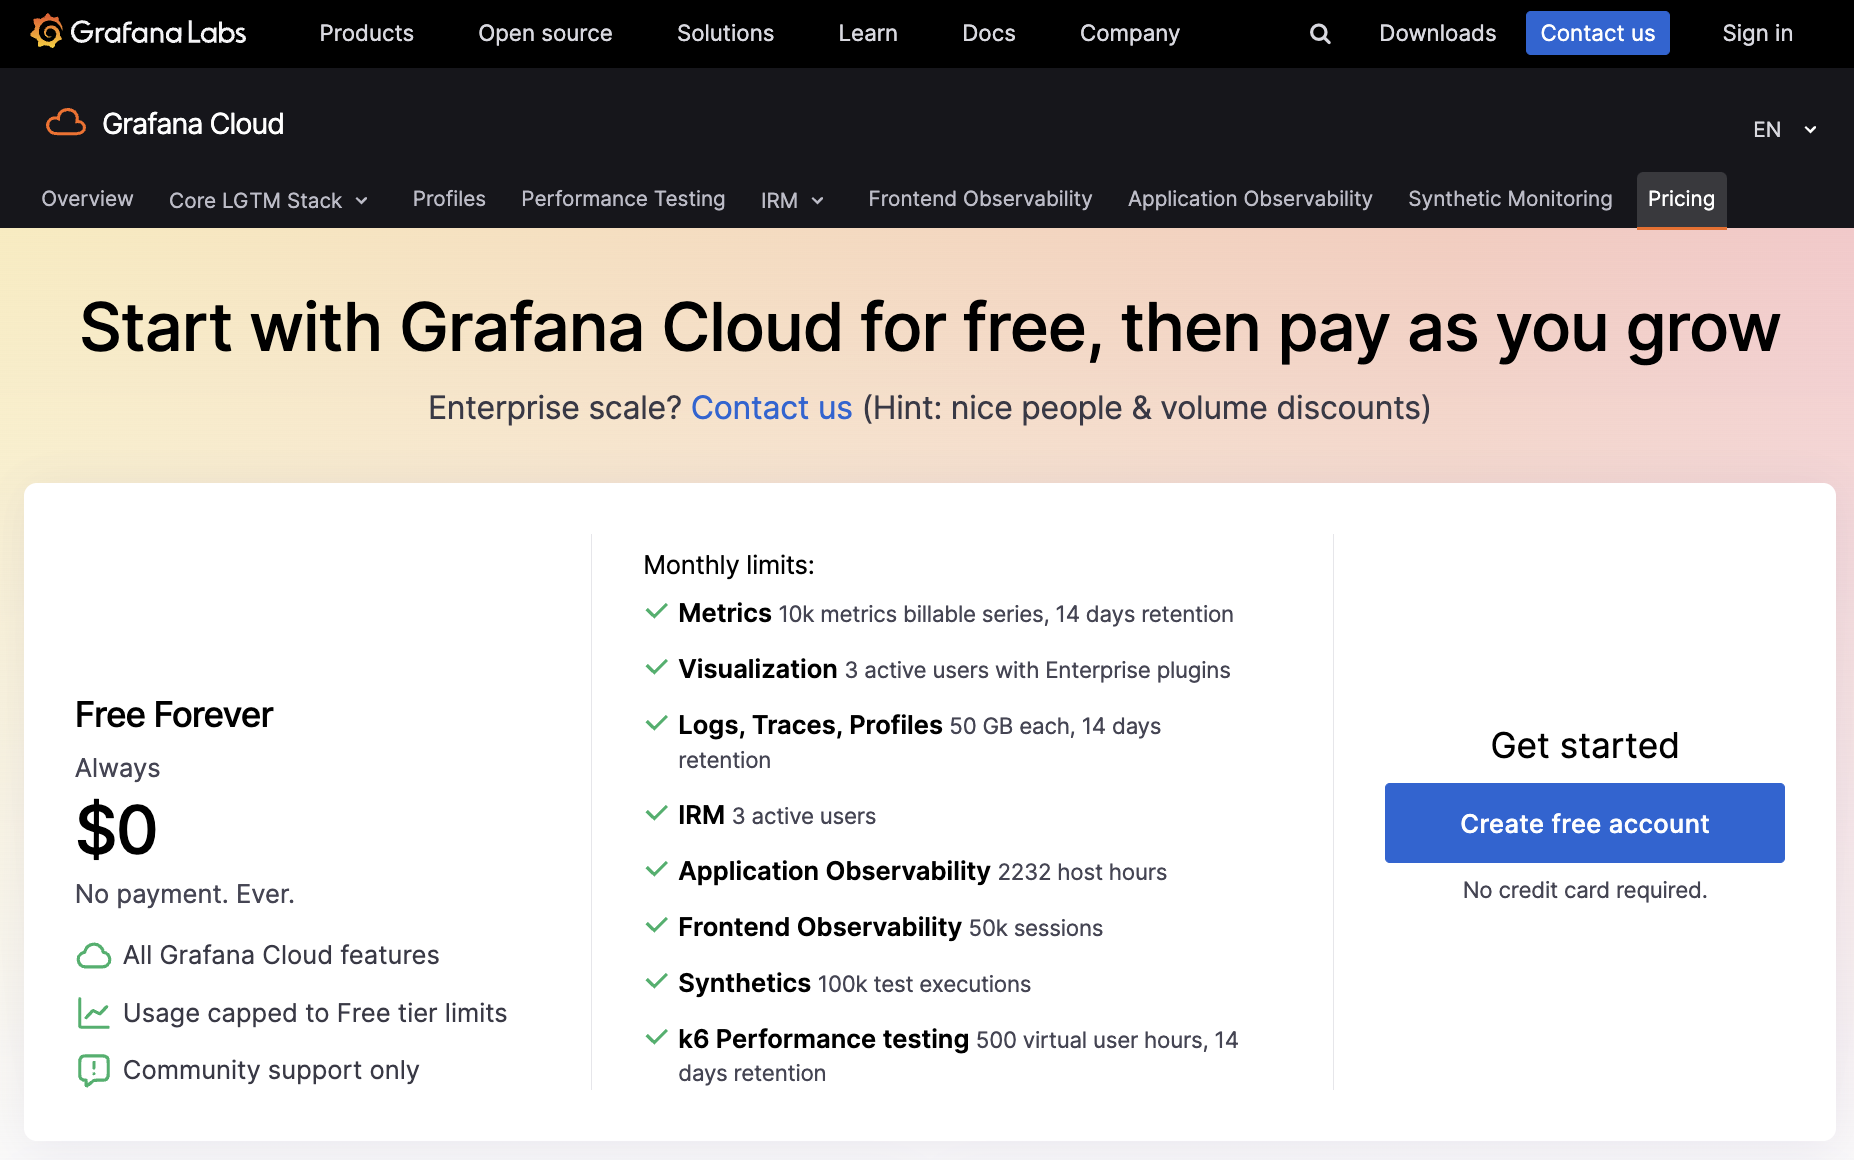 Grafana Labs Products Open source Solutions Learn Docs Company Downloads Contact us Sign in
Grafana Cloud
EN
Overview Core LGTM Stack Profiles Performance Testing IRM Frontend Observability Application Observability Synthetic Monitoring Pricing
Start with Grafana Cloud for free, then pay as you grow
Enterprise scale? Contact us (Hint: nice people & volume discounts)
Free Forever
Always
$0
No payment. Ever.
All Grafana Cloud features
Usage capped to Free tier limits
Community support only
Monthly limits:
Metrics 10k metrics billable series, 14 days retention
Visualization 3 active users with Enterprise plugins
Logs, Traces, Profiles 50 GB each, 14 days
retention
IRM 3 active users
Application Observability 2232 host hours
Frontend Observability 50k sessions
Synthetics 100k test executions
k6 Performance testing 500 virtual user hours, 14
days retention
Get started
Create free account
No credit card required.